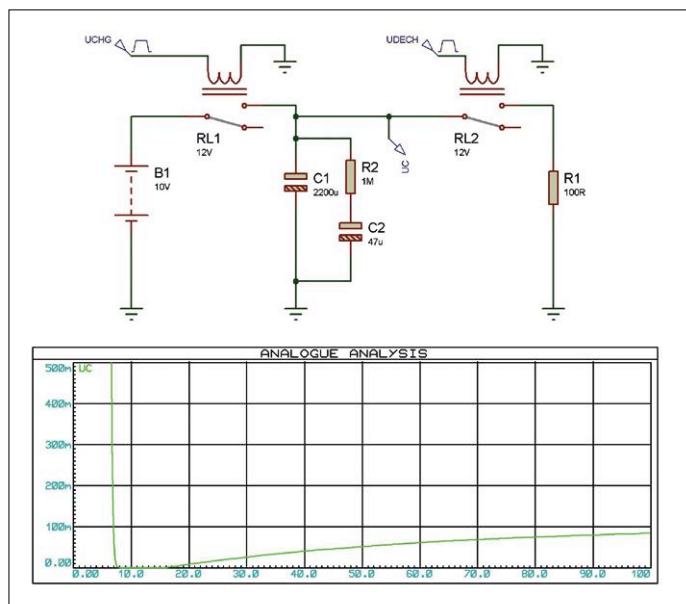 UCHG
UDECH
RL1
12V
RL2
12V
B1
10V
C1
2200u
R2
1M
UC
R1
100R
C2
47u
ANALOGUE ANALYSIS
500m
UC
400m
300m
200m
100m
0.00
0.00 10.0 20.0 30.0 40.0 50.0 60.0 70.0 80.0 90.0 100